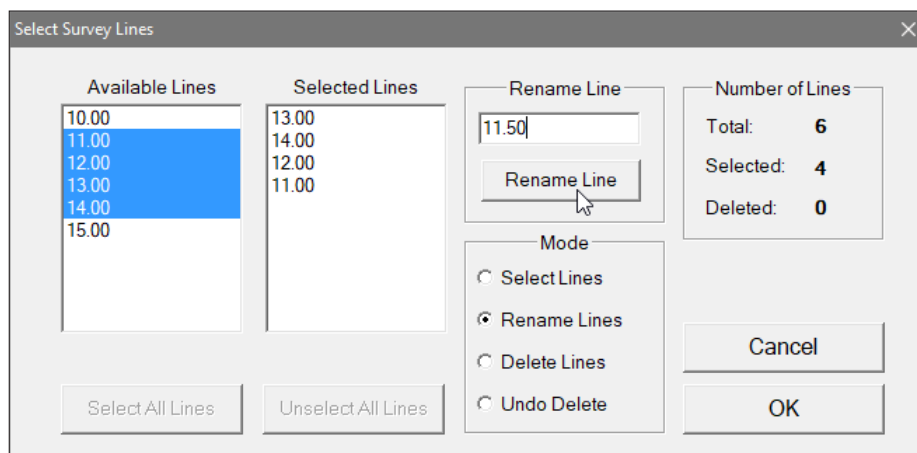 Select Survey Lines
Available Lines
10.00
11.00
12.00
13.00
14.00
15.00
Select All Lines
Selected Lines
13.00
14.00
12.00
11.00
Unselect All Lines
Rename Line
11.50
Rename Line
Mode
Select Lines
Rename Lines
Delete Lines
Undo Delete
Number of Lines
Total: 6
Selected: 4
Deleted: 0
Cancel
OK